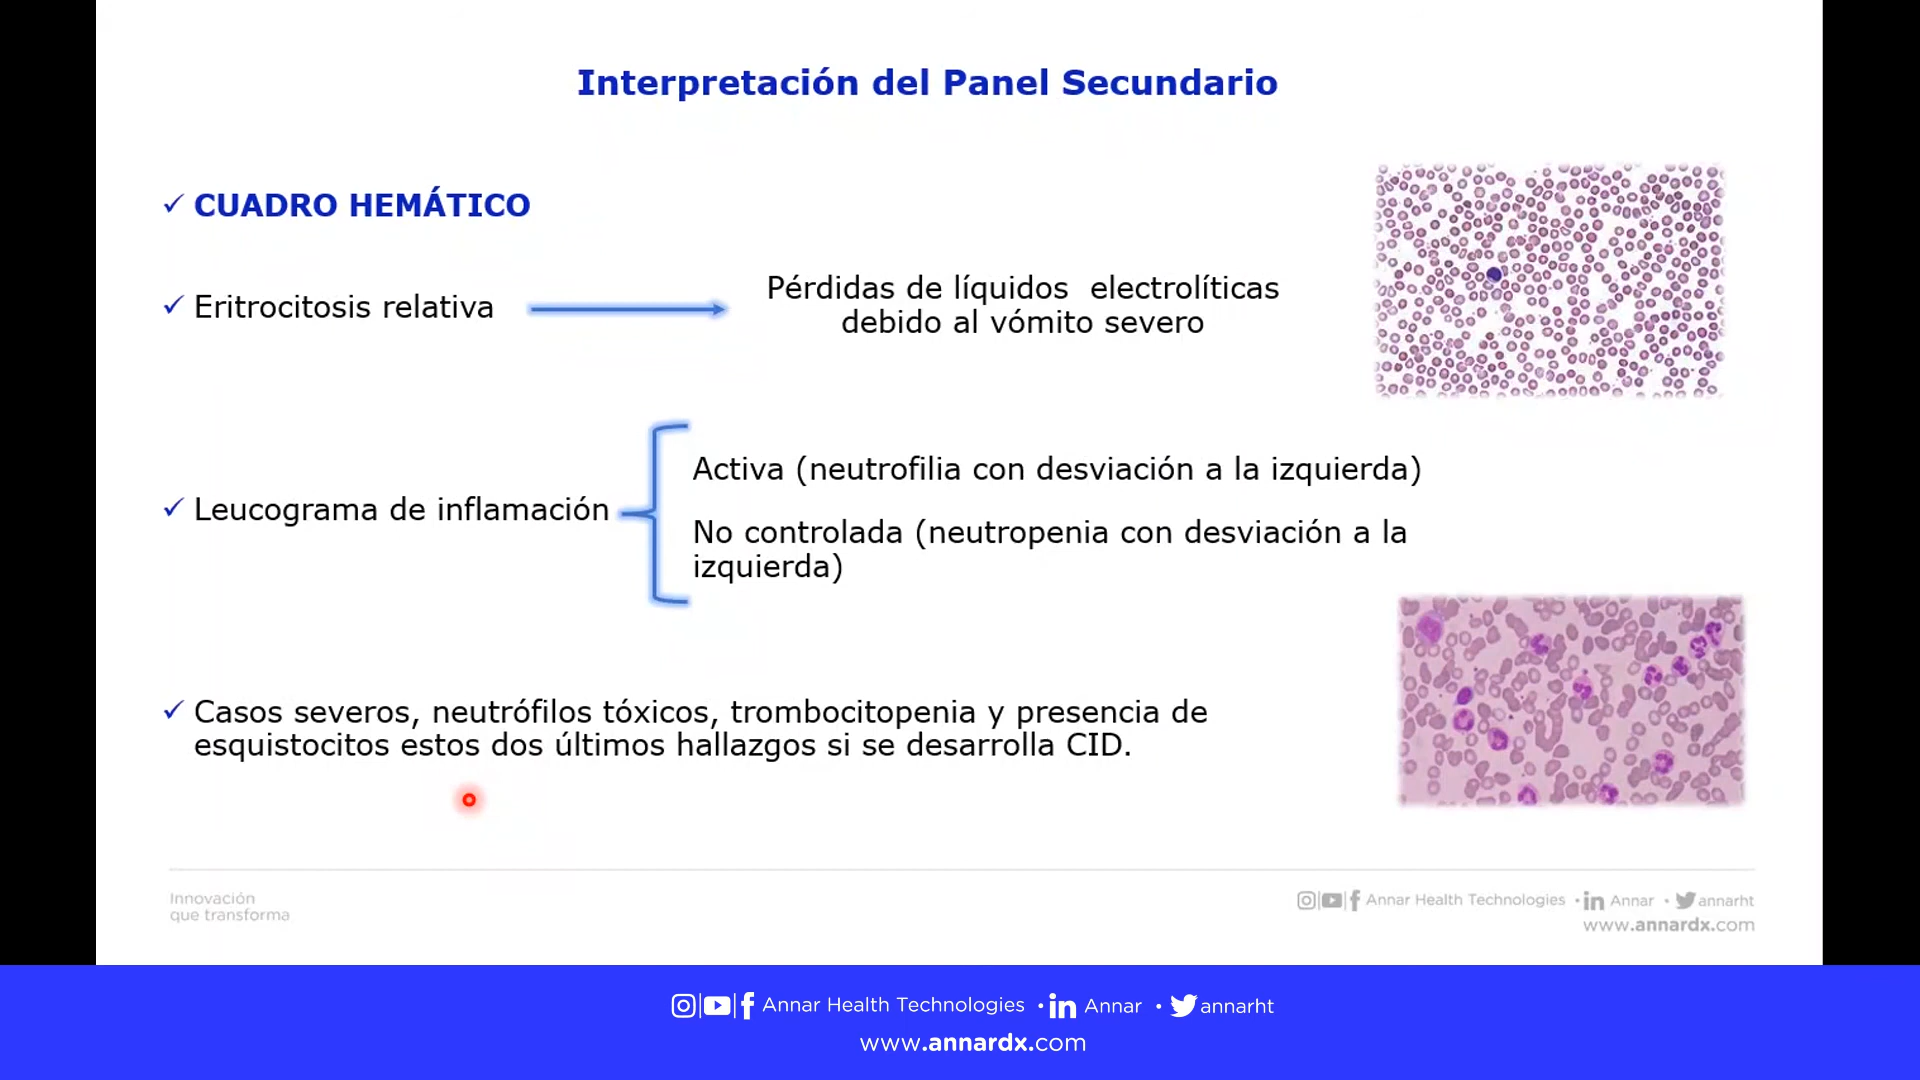 Interpretación del Panel Secundario
CUADRO HEMÁTICO
Eritrocitosis relativa
Pérdidas de líquidos electrolíticas
debido al vómito severo
Leucograma de inflamación
Activa (neutrofilia con desviación a la izquierda)
No controlada (neutropenia con desviación a la
izquierda)
Casos severos, neutrófilos tóxicos, trombocitopenia y presencia de
esquistocitos estos dos últimos hallazgos si se desarrolla CID.
Innovación
que transforma
Annar Health Technologies • Annar • annarht
www.annardx.com
Annar Health Technologies • Annar • annarht
www.annardx.com